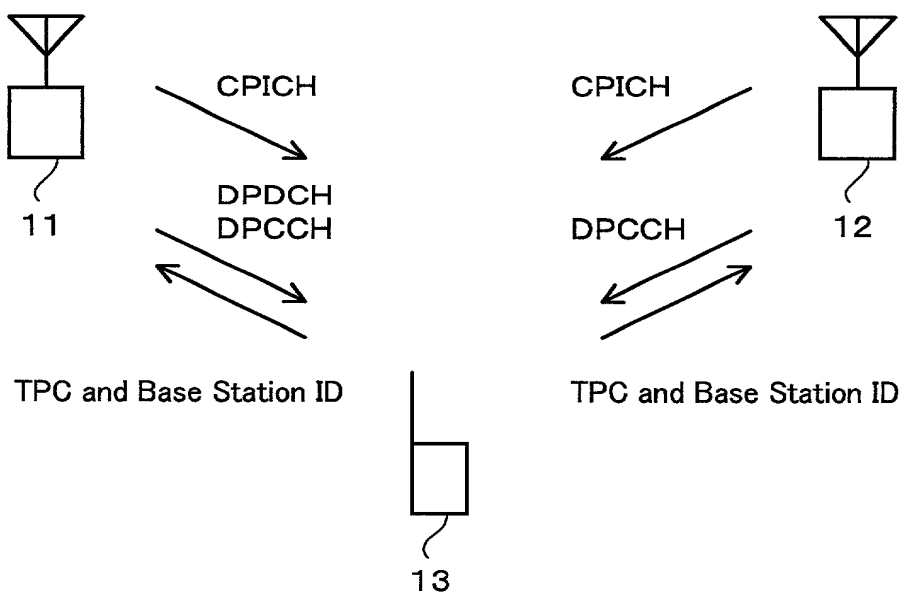 CPICH
CPICH
11
DPDCH
DPCCH
DPCCH
12
TPC and Base Station ID
TPC and Base Station ID
13